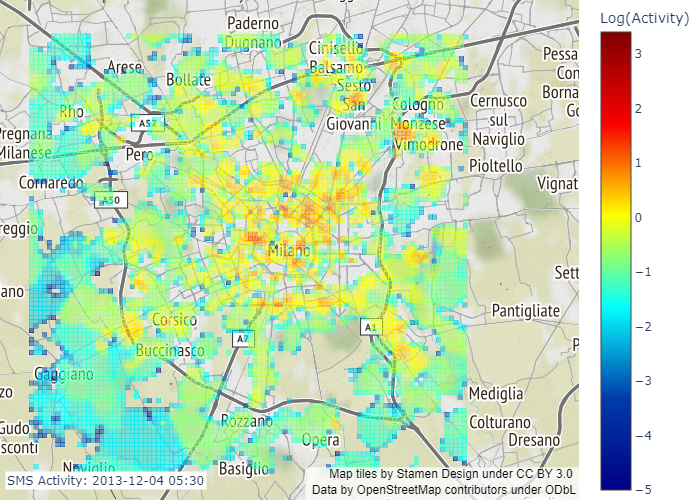 Log(Activity)
Paderno
Dugnano
Cinisello
Balsamo
Arese
Bollate
Sesto
San
Giovanni
Cologno
Monzese
Vimodrone
Cernusco
sul
Naviglio
Pessa
Con
Borna
Go
Rho
A52
Pregnana
Milanese
Pero
Pioltello
Cornaredo
A50
Vignat
reggio
Milano
Sett
ano
Pantigliate
Corsico
A7
A1
Buccinasco
P
Gaggiano
zo
Mediglia
Rozzano
Opera
Colturano
Dresano
Gudo
sconti
Naviglio
Basiglio
3
2
1
0
−1
−2
−3
−4
−5
SMS Activity: 2013-12-04 05:30
Map tiles by Stamen Design under CC BY 3.0
Data by OpenStreetMap contributors under ODbL